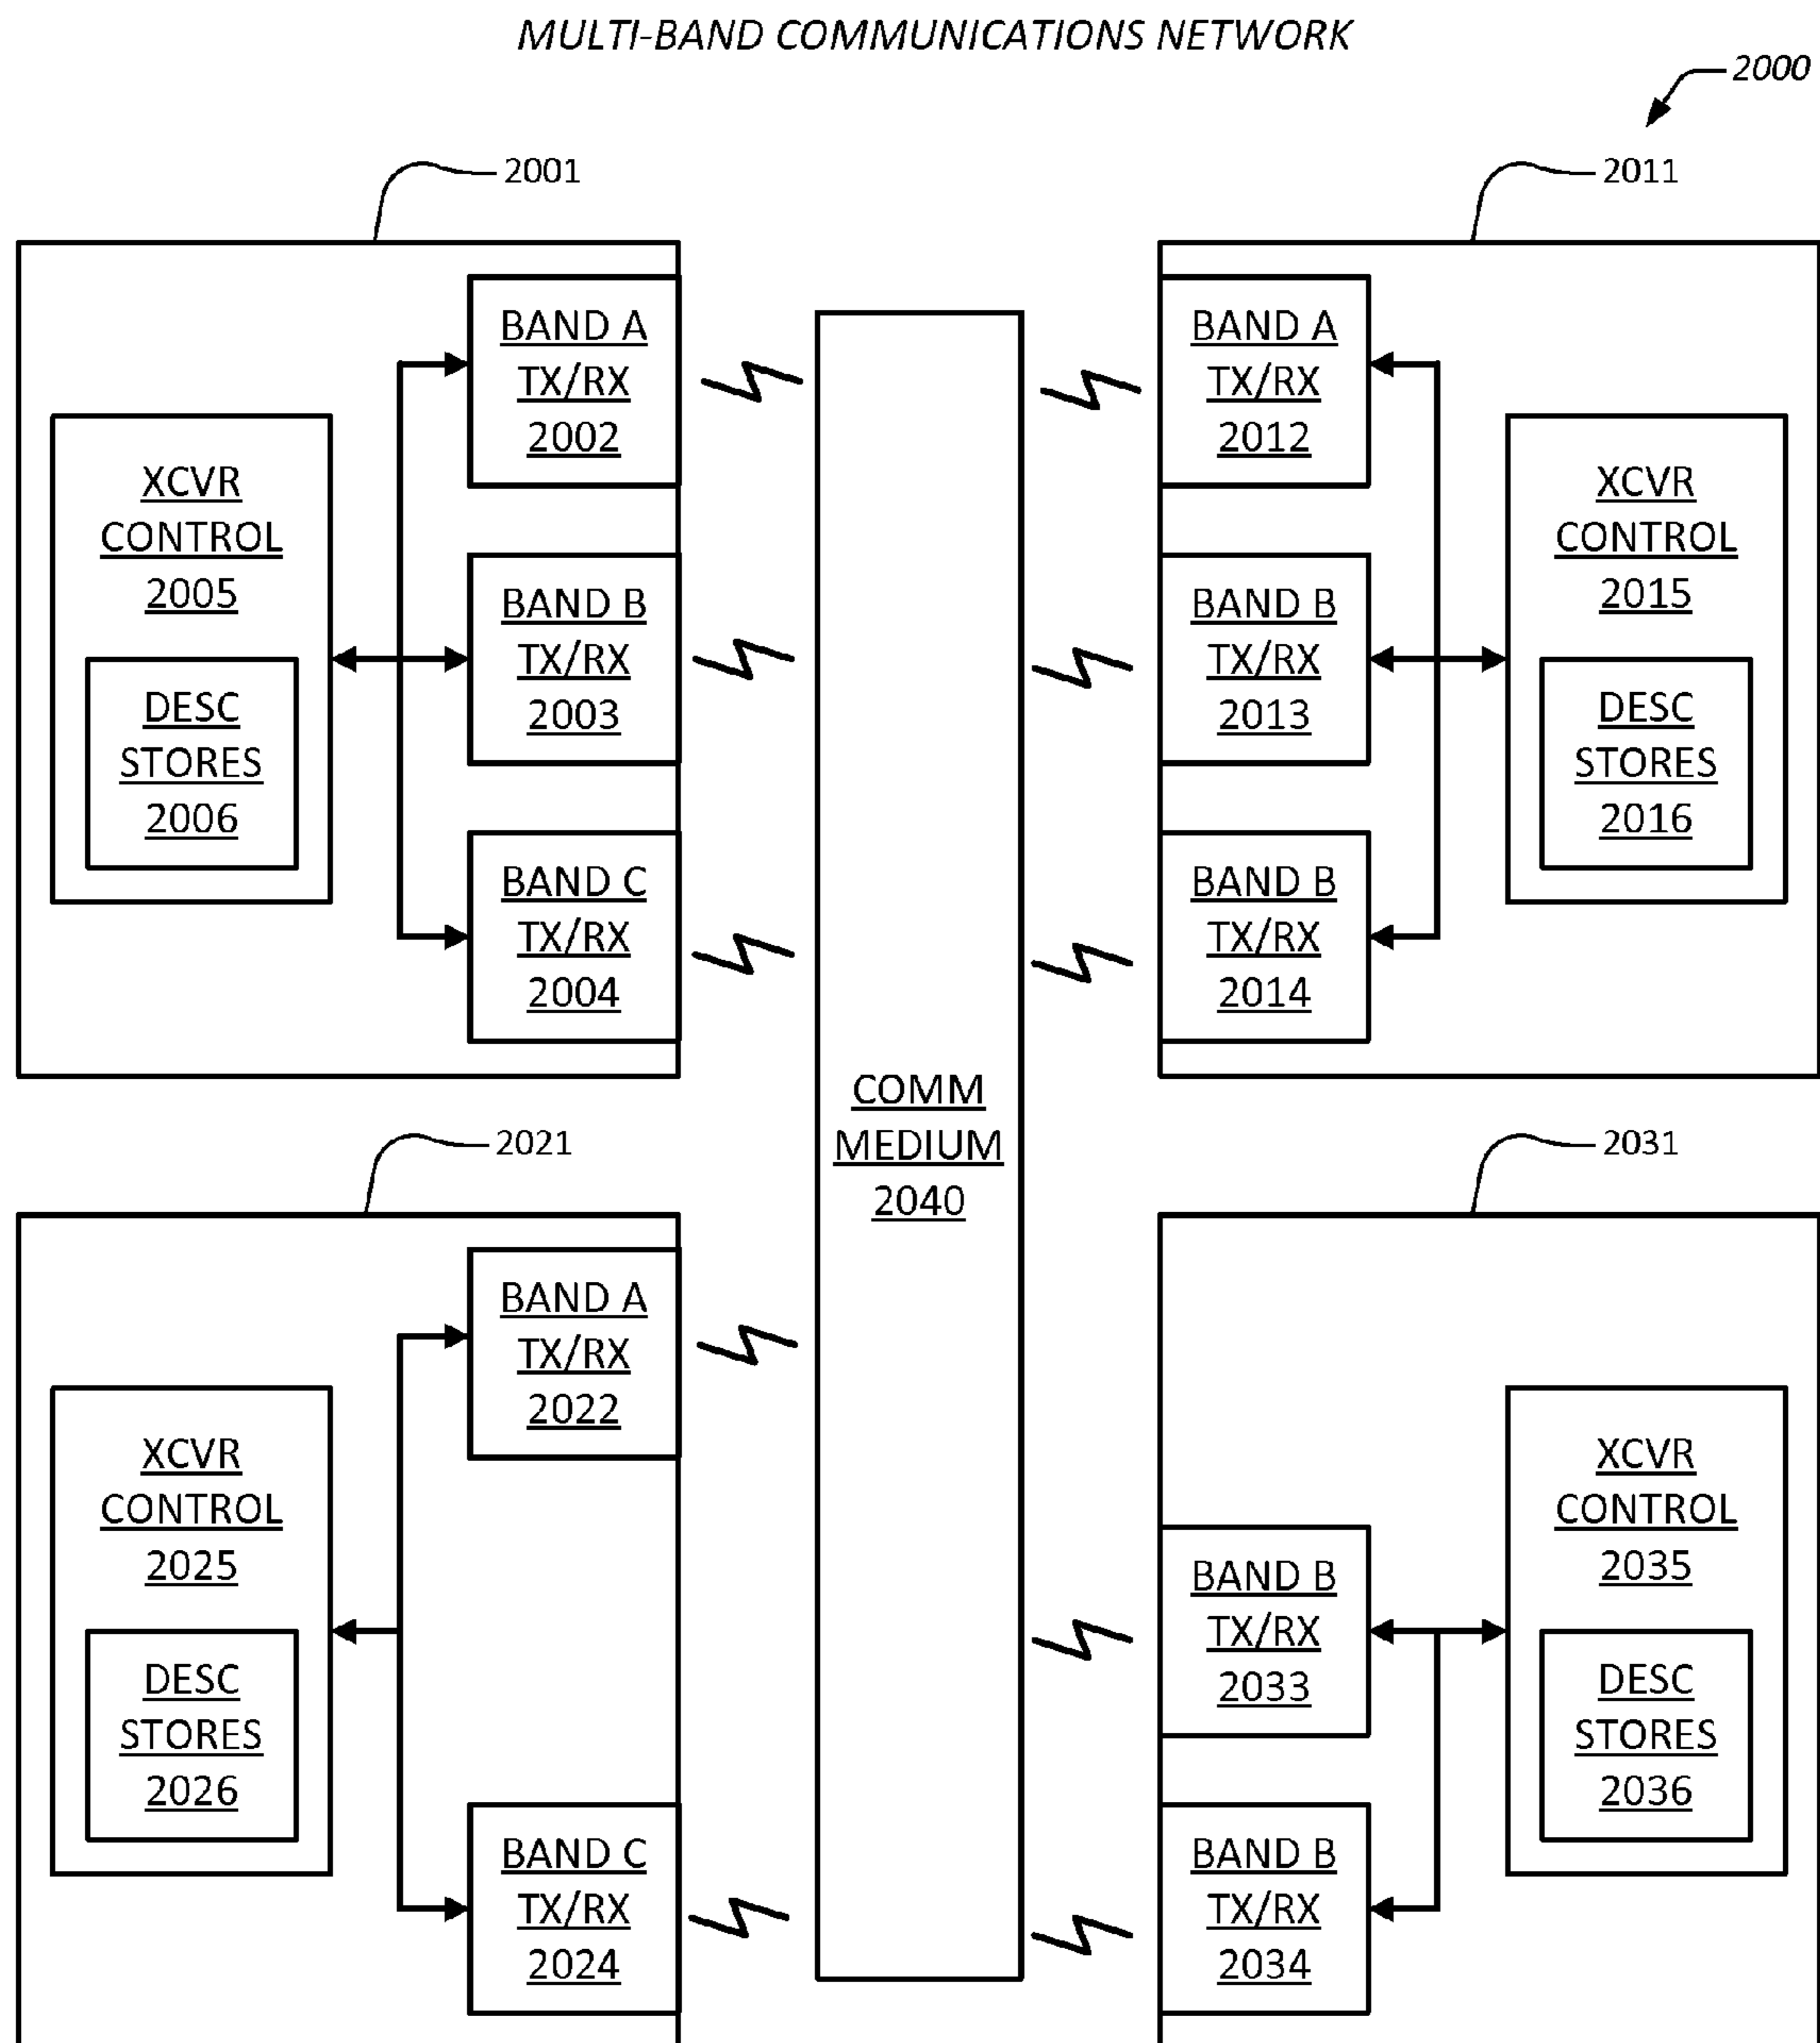 MULTI-BAND COMMUNICATIONS NETWORK
2000
2001
2011
BAND A
TX/RX
2002
XCVR
CONTROL
2005
DESC
STORES
2006
BAND B
TX/RX
2003
BAND C
TX/RX
2004
BAND A
TX/RX
2012
BAND B
TX/RX
2013
BAND B
TX/RX
2014
XCVR
CONTROL
2015
DESC
STORES
2016
COMM
MEDIUM
2040
2021
2031
BAND A
TX/RX
2022
XCVR
CONTROL
2025
DESC
STORES
2026
BAND C
TX/RX
2024
BAND B
TX/RX
2033
BAND B
TX/RX
2034
XCVR
CONTROL
2035
DESC
STORES
2036